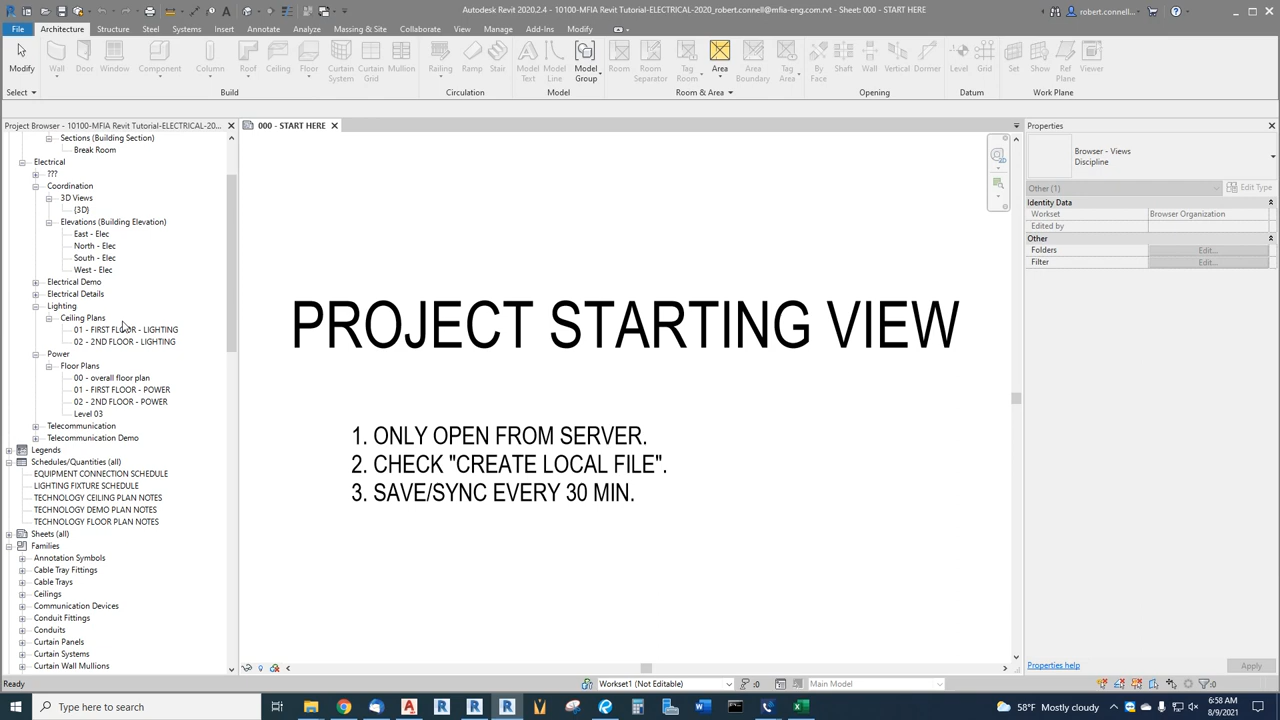 Autodesk Revit 2020.2.4 - 10100-MFIA Revit Tutorial-ELECTRICAL-2020_robert.connell@mfia-eng.com.rvt - Sheet: 000 - START HERE
robert.connell...
File Architecture Structure Steel Systems Insert Annotate Analyze Massing & Site Collaborate View Manage Add-Ins Modify
Modify Wall Door Window Component Column Roof Ceiling Floor Curtain System Curtain Grid Mullion Railing Ramp Stair Model Text Model Line Model Group Room Room Separator Tag Room Area Area Boundary Tag Area By Face Shaft Wall Vertical Dormer Level Grid Set Show Ref Plane Viewer
Select Build Circulation Model Room & Area Opening Datum Work Plane
Project Browser - 10100-MFIA Revit Tutorial-ELECTRICAL-20...
000 - START HERE
Properties
Sections (Building Section)
Break Room
Electrical
???
Coordination
3D Views
{3D}
Elevations (Building Elevation)
East - Elec
North - Elec
South - Elec
West - Elec
Electrical Demo
Electrical Details
Lighting
Ceiling Plans
01 - FIRST FLOOR - LIGHTING
02 - 2ND FLOOR - LIGHTING
Power
Floor Plans
00 - overall floor plan
01 - FIRST FLOOR - POWER
02 - 2ND FLOOR - POWER
Level 03
Telecommunication
Telecommunication Demo
Legends
Schedules/Quantities (all)
EQUIPMENT CONNECTION SCHEDULE
LIGHTING FIXTURE SCHEDULE
TECHNOLOGY CEILING PLAN NOTES
TECHNOLOGY DEMO PLAN NOTES
TECHNOLOGY FLOOR PLAN NOTES
Sheets (all)
Families
Annotation Symbols
Cable Tray Fittings
Cable Trays
Ceilings
Communication Devices
Conduit Fittings
Conduits
Curtain Panels
Curtain Systems
Curtain Wall Mullions
PROJECT STARTING VIEW
1. ONLY OPEN FROM SERVER.
2. CHECK "CREATE LOCAL FILE".
3. SAVE/SYNC EVERY 30 MIN.
Browser - Views
Discipline
Other (1) Edit Type
Identity Data
Workset Browser Organization
Edited by
Other
Folders Edit...
Filter Edit...
Properties help Apply
Ready Workset1 (Not Editable) :0 Main Model :0
Type here to search
58°F Mostly cloudy
6:58 AM
8/9/2021